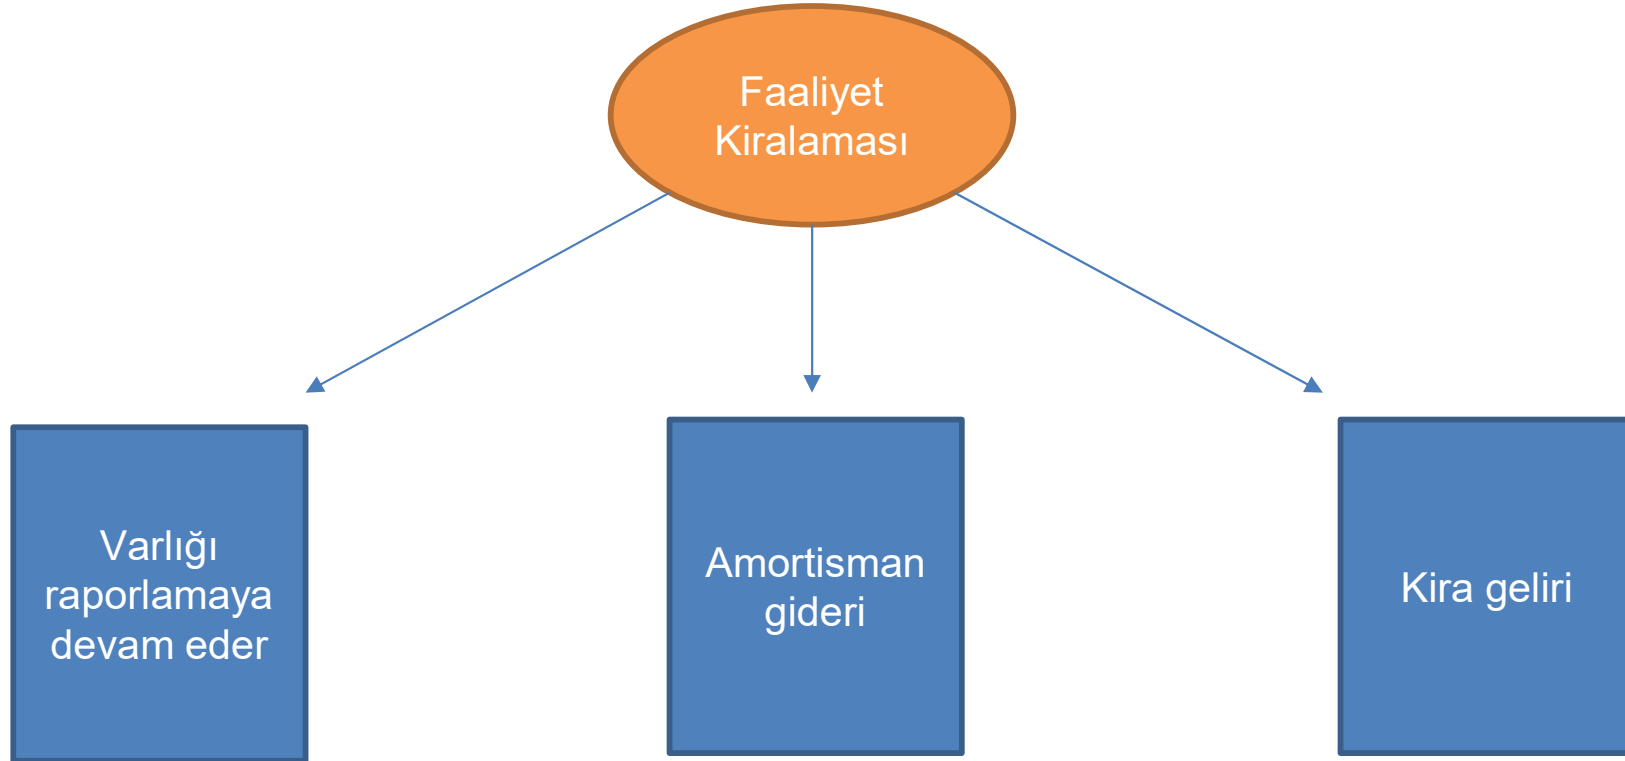 Faaliyet
Kiralaması
Varlığı
raporlamaya
devam eder
Amortisman
gideri
Kira geliri